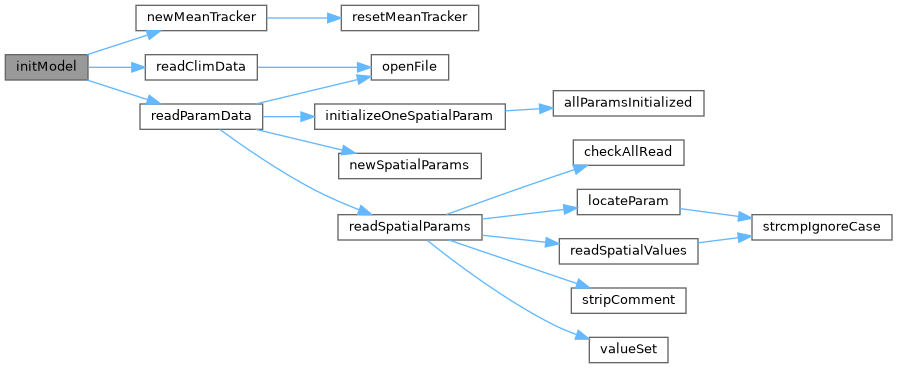 initModel
newMeanTracker
resetMeanTracker
readClimData
openFile
readParamData
initializeOneSpatialParam
allParamsInitialized
newSpatialParams
readSpatialParams
checkAllRead
locateParam
strcmpIgnoreCase
readSpatialValues
stripComment
valueSet